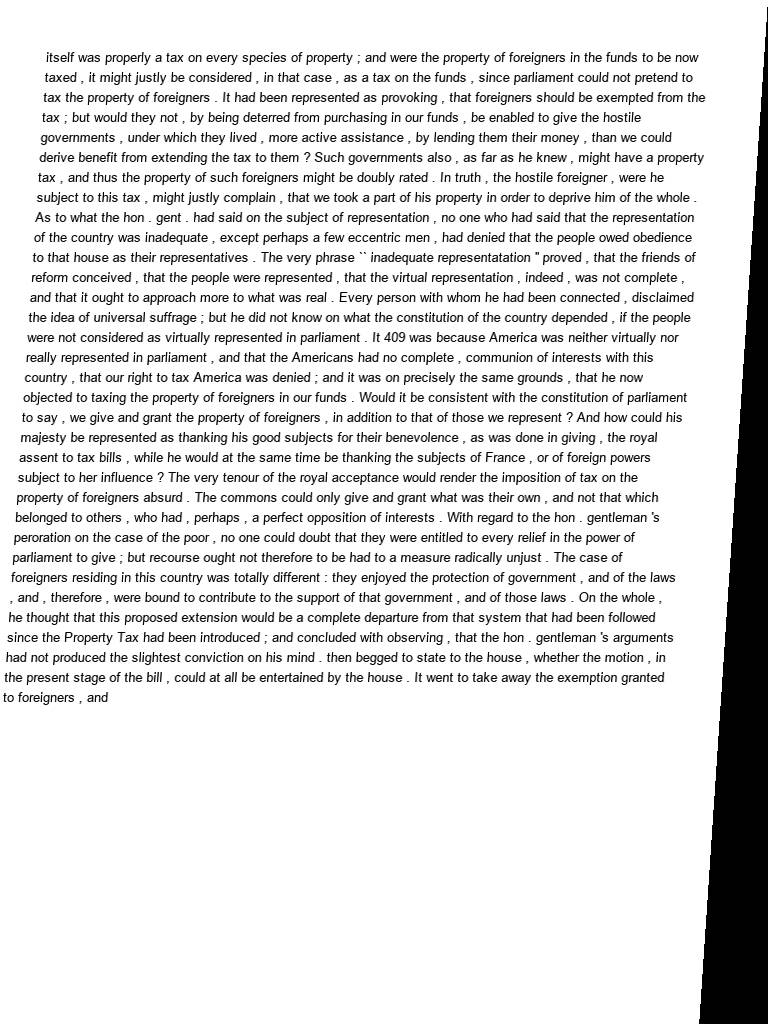 itself was properly a tax on every species of property ; and were the property of foreigners in the funds to be now
taxed , it might justly be considered , in that case , as a tax on the funds , since parliament could not pretend to
tax the property of foreigners . It had been represented as provoking , that foreigners should be exempted from the
tax ; but would they not , by being deterred from purchasing in our funds , be enabled to give the hostile
governments , under which they lived , more active assistance , by lending them their money , than we could
derive benefit from extending the tax to them ? Such governments also , as far as he knew , might have a property
tax , and thus the property of such foreigners might be doubly rated . In truth , the hostile foreigner , were he
subject to this tax , might justly complain , that we took a part of his property in order to deprive him of the whole .
As to what the hon . gent . had said on the subject of representation , no one who had said that the representation
of the country was inadequate , except perhaps a few eccentric men , had denied that the people owed obedience
to that house as their representatives . The very phrase `` inadequate representatation '' proved , that the friends of
reform conceived , that the people were represented , that the virtual representation , indeed , was not complete ,
and that it ought to approach more to what was real . Every person with whom he had been connected , disclaimed
the idea of universal suffrage ; but he did not know on what the constitution of the country depended , if the people
were not considered as virtually represented in parliament . It 409 was because America was neither virtually nor
really represented in parliament , and that the Americans had no complete , communion of interests with this
country , that our right to tax America was denied ; and it was on precisely the same grounds , that he now
objected to taxing the property of foreigners in our funds . Would it be consistent with the constitution of parliament
to say , we give and grant the property of foreigners , in addition to that of those we represent ? And how could his
majesty be represented as thanking his good subjects for their benevolence , as was done in giving , the royal
assent to tax bills , while he would at the same time be thanking the subjects of France , or of foreign powers
subject to her influence ? The very tenour of the royal acceptance would render the imposition of tax on the
property of foreigners absurd . The commons could only give and grant what was their own , and not that which
belonged to others , who had , perhaps , a perfect opposition of interests . With regard to the hon . gentleman 's
peroration on the case of the poor , no one could doubt that they were entitled to every relief in the power of
parliament to give ; but recourse ought not therefore to be had to a measure radically unjust . The case of
foreigners residing in this country was totally different : they enjoyed the protection of government , and of the laws
, and , therefore , were bound to contribute to the support of that government , and of those laws . On the whole ,
he thought that this proposed extension would be a complete departure from that system that had been followed
since the Property Tax had been introduced ; and concluded with observing , that the hon . gentleman 's arguments
had not produced the slightest conviction on his mind . then begged to state to the house , whether the motion , in
the present stage of the bill , could at all be entertained by the house . It went to take away the exemption granted
to foreigners , and